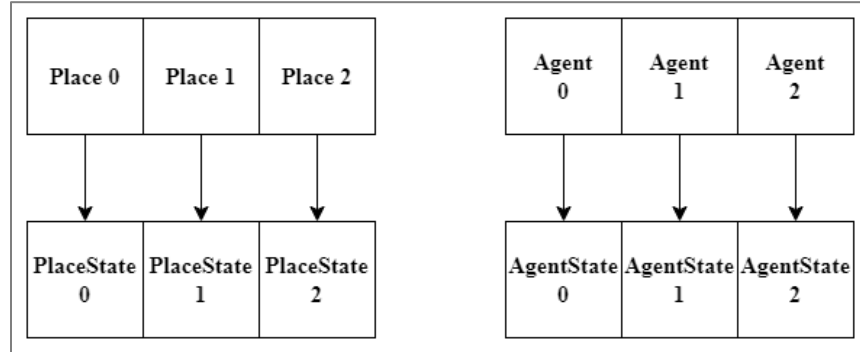 Place 0
Place 1
Place 2
Agent
0
Agent
1
Agent
2
PlaceState
0
PlaceState
1
PlaceState
2
AgentState
0
AgentState
1
AgentState
2